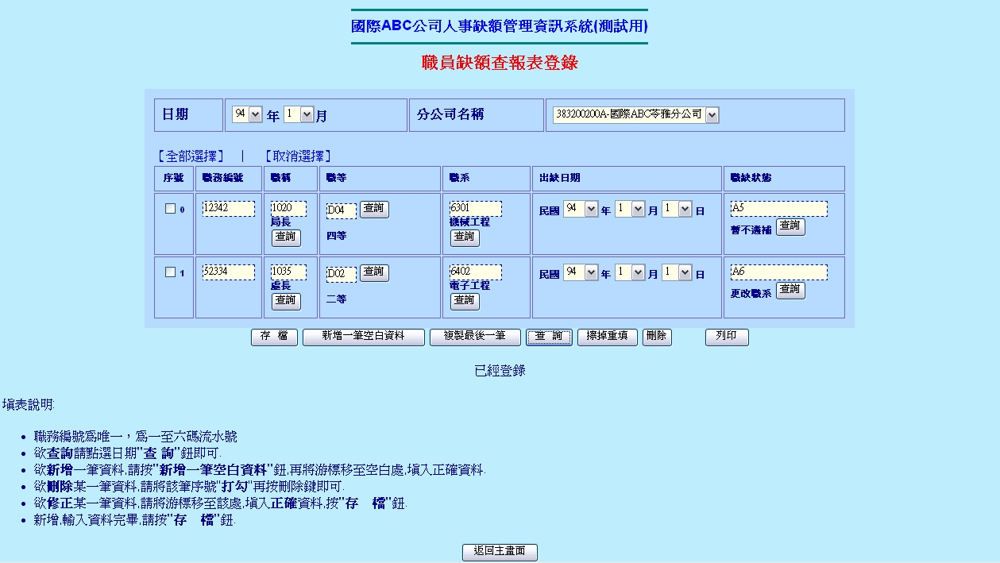 國際ABC公司人事缺額管理資訊系統(測試用)
職員缺額查報表登錄
日期 94 年 1 月 分公司名稱 383200200A-國際ABC苓雅分公司
【全部選擇】 | 【取消選擇】
序號 職務編號 職稱 職等 職系 出缺日期 職缺狀態
0 12342 1020 D04 查詢 6301 民國 94 年 1 月 1 日 A5
局長 四等 機械工程 暫不遴補 查詢
查詢 查詢
1 52334 1035 D02 查詢 6402 民國 94 年 1 月 1 日 A6
處長 二等 電子工程 更改職系 查詢
查詢 查詢
存 檔 新增一筆空白資料 複製最後一筆 查 詢 擦掉重填 刪除 列印
已經登錄
填表說明:
• 職務編號為唯一，為一至六碼流水號
• 欲查詢請點選日期"查 詢"鈕即可.
• 欲新增一筆資料,請按"新增一筆空白資料"鈕,再將游標移至空白處,填入正確資料.
• 欲刪除某一筆資料,請將該筆序號"打勾"再按刪除鍵即可.
• 欲修正某一筆資料,請將游標移至該處,填入正確資料,按"存　檔"鈕.
• 新增,輸入資料完畢,請按"存　檔"鈕.
返回主畫面